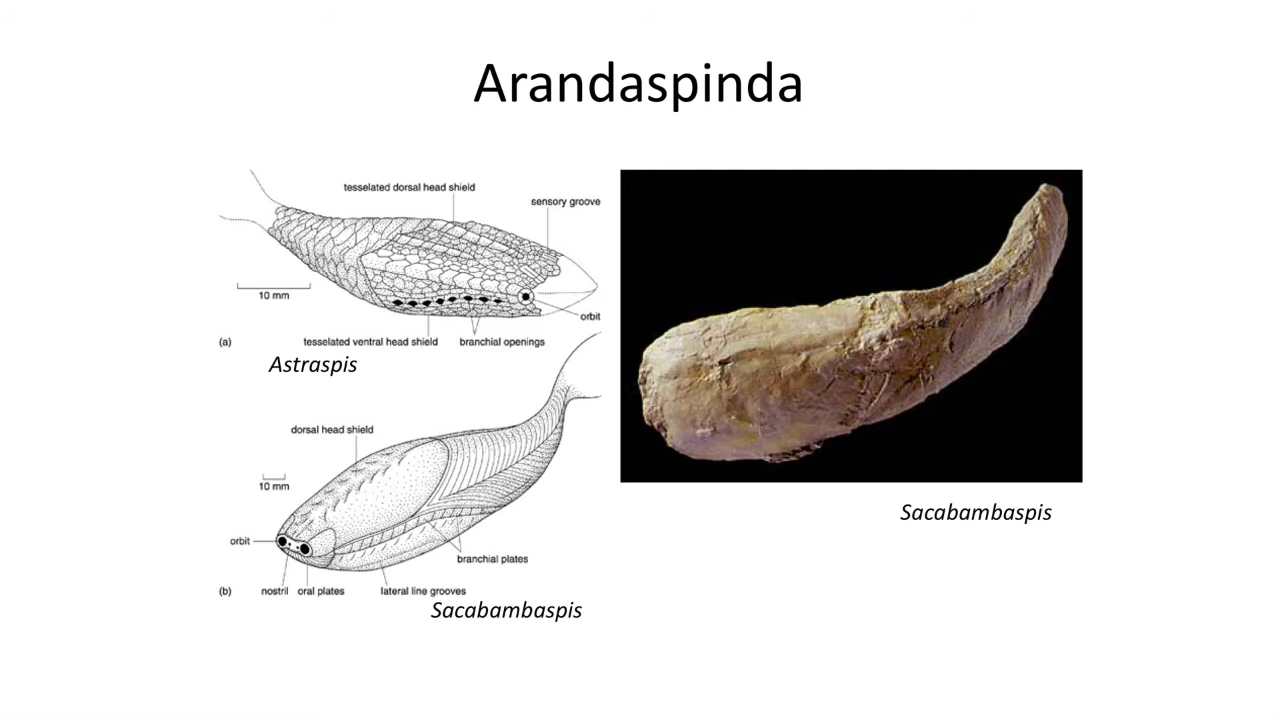 Arandaspinda
tesselated dorsal head shield
sensory groove
10 mm
orbit
(a)
tesselated ventral head shield
branchial openings
Astraspis
dorsal head shield
10 mm
orbit
branchial plates
(b)
nostril
oral plates
lateral line grooves
Sacabambaspis
Sacabambaspis